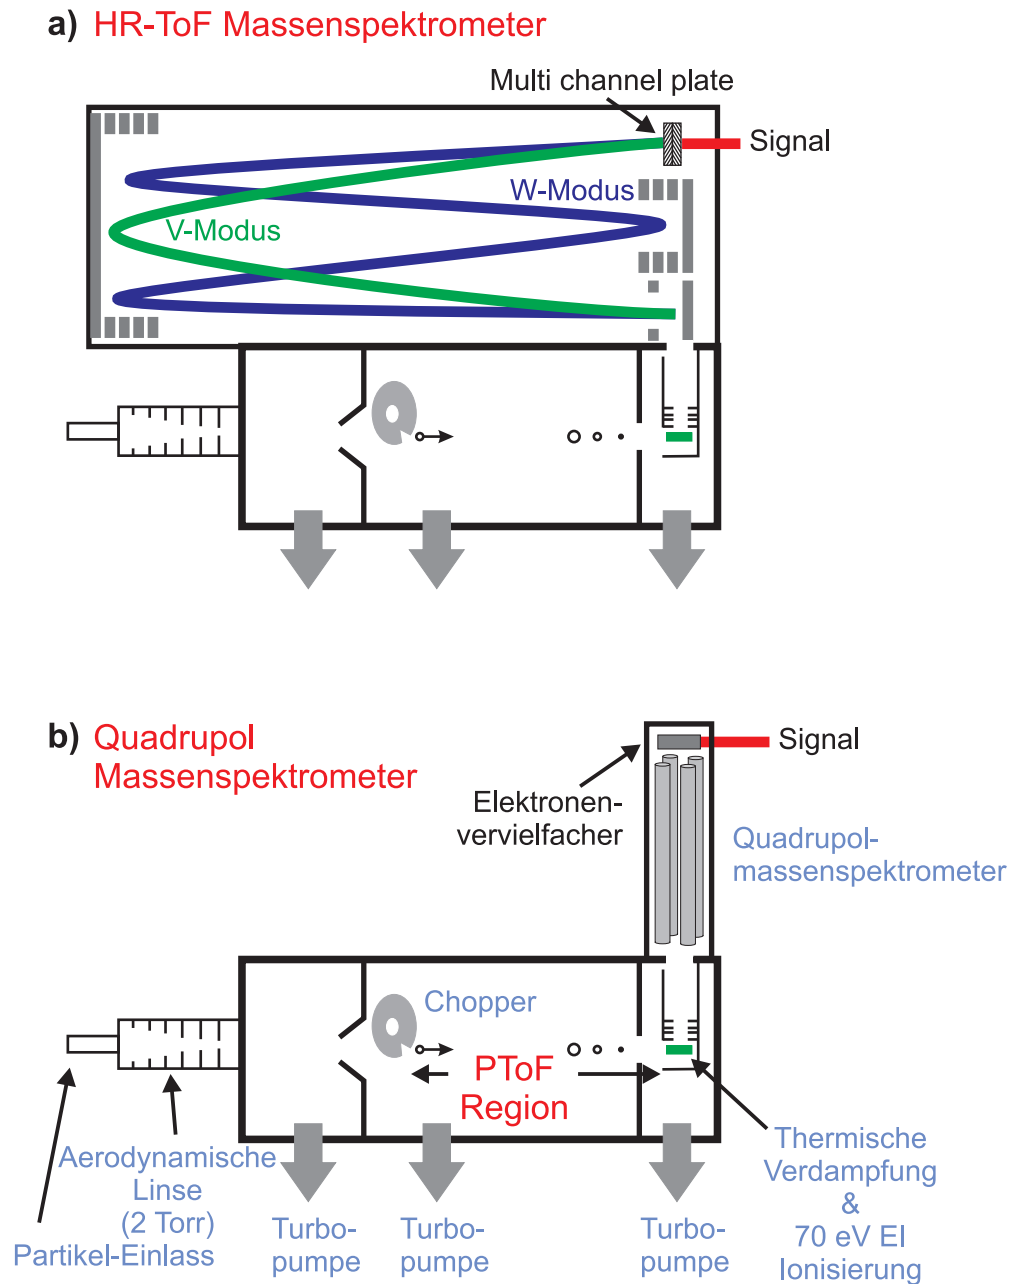 a) HR-ToF Massenspektrometer
Multi channel plate
Signal
W-Modus
V-Modus
b) Quadrupol
Massenspektrometer
Signal
Elektronen-
vervielfacher
Quadrupol-
massenspektrometer
Chopper
PToF
Region
Aerodynamische
Linse
(2 Torr)
Partikel-Einlass
Turbo-
pumpe
Turbo-
pumpe
Turbo-
pumpe
Thermische
Verdampfung
&
70 eV EI
Ionisierung